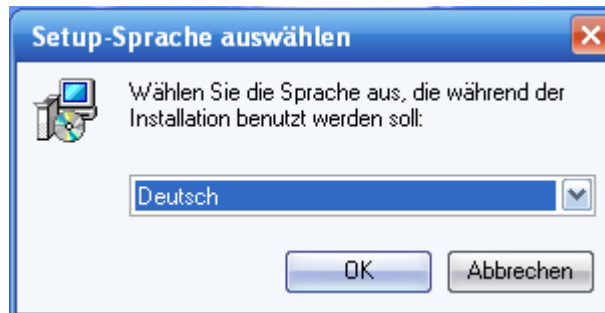 Setup-Sprache auswählen
Wählen Sie die Sprache aus, die während der
Installation benutzt werden soll:
Deutsch
OK Abbrechen